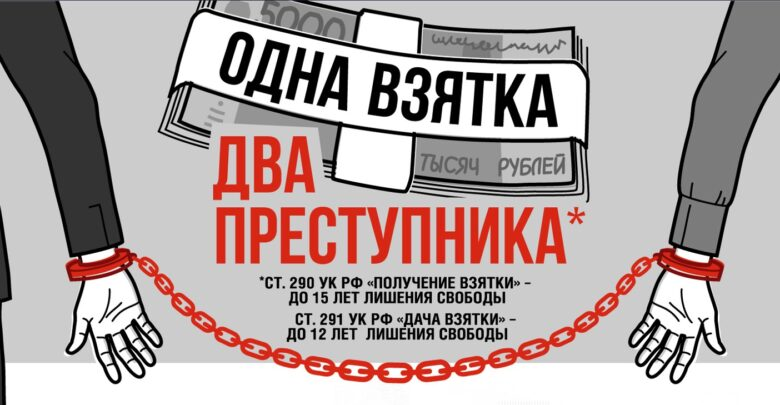 5000
ОДНА ВЗЯТКА
ТЫСЯЧ РУБЛЕЙ
ДВА
ПРЕСТУПНИКА*
*СТ. 290 УК РФ «ПОЛУЧЕНИЕ ВЗЯТКИ» –
ДО 15 ЛЕТ ЛИШЕНИЯ СВОБОДЫ
СТ. 291 УК РФ «ДАЧА ВЗЯТКИ» –
ДО 12 ЛЕТ ЛИШЕНИЯ СВОБОДЫ